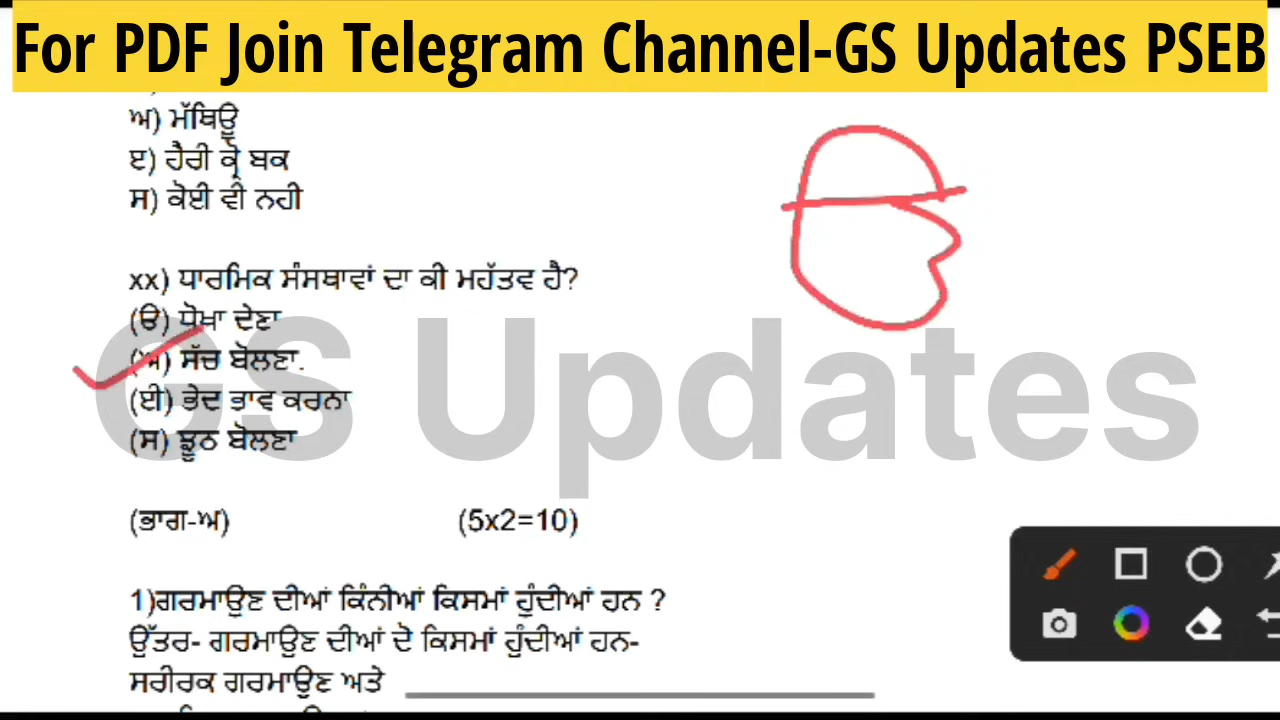 For PDF Join Telegram Channel-GS Updates PSEB
ਅ) ਮੱਥਿਊ
ੲ) ਹੈਰੀ ਕ੍ਰੋ ਬਕ
ਸ) ਕੋਈ ਵੀ ਨਹੀ
xx) ਧਾਰਮਿਕ ਸੰਸਥਾਵਾਂ ਦਾ ਕੀ ਮਹੱਤਵ ਹੈ?
(ੳ) ਧੋਖਾ ਦੇਣਾ
(ਅ) ਸੱਚ ਬੋਲਣਾ.
(ਈ) ਭੇਦ ਭਾਵ ਕਰਨਾ
(ਸ) ਝੂਠ ਬੋਲਣਾ
GS Updates
(ਭਾਗ-ਅ) (5x2=10)
1)ਗਰਮਾਉਣ ਦੀਆਂ ਕਿੰਨੀਆਂ ਕਿਸਮਾਂ ਹੁੰਦੀਆਂ ਹਨ ?
ਉੱਤਰ- ਗਰਮਾਉਣ ਦੀਆਂ ਦੋ ਕਿਸਮਾਂ ਹੁੰਦੀਆਂ ਹਨ-
ਸਰੀਰਕ ਗਰਮਾਉਣ ਅਤੇ